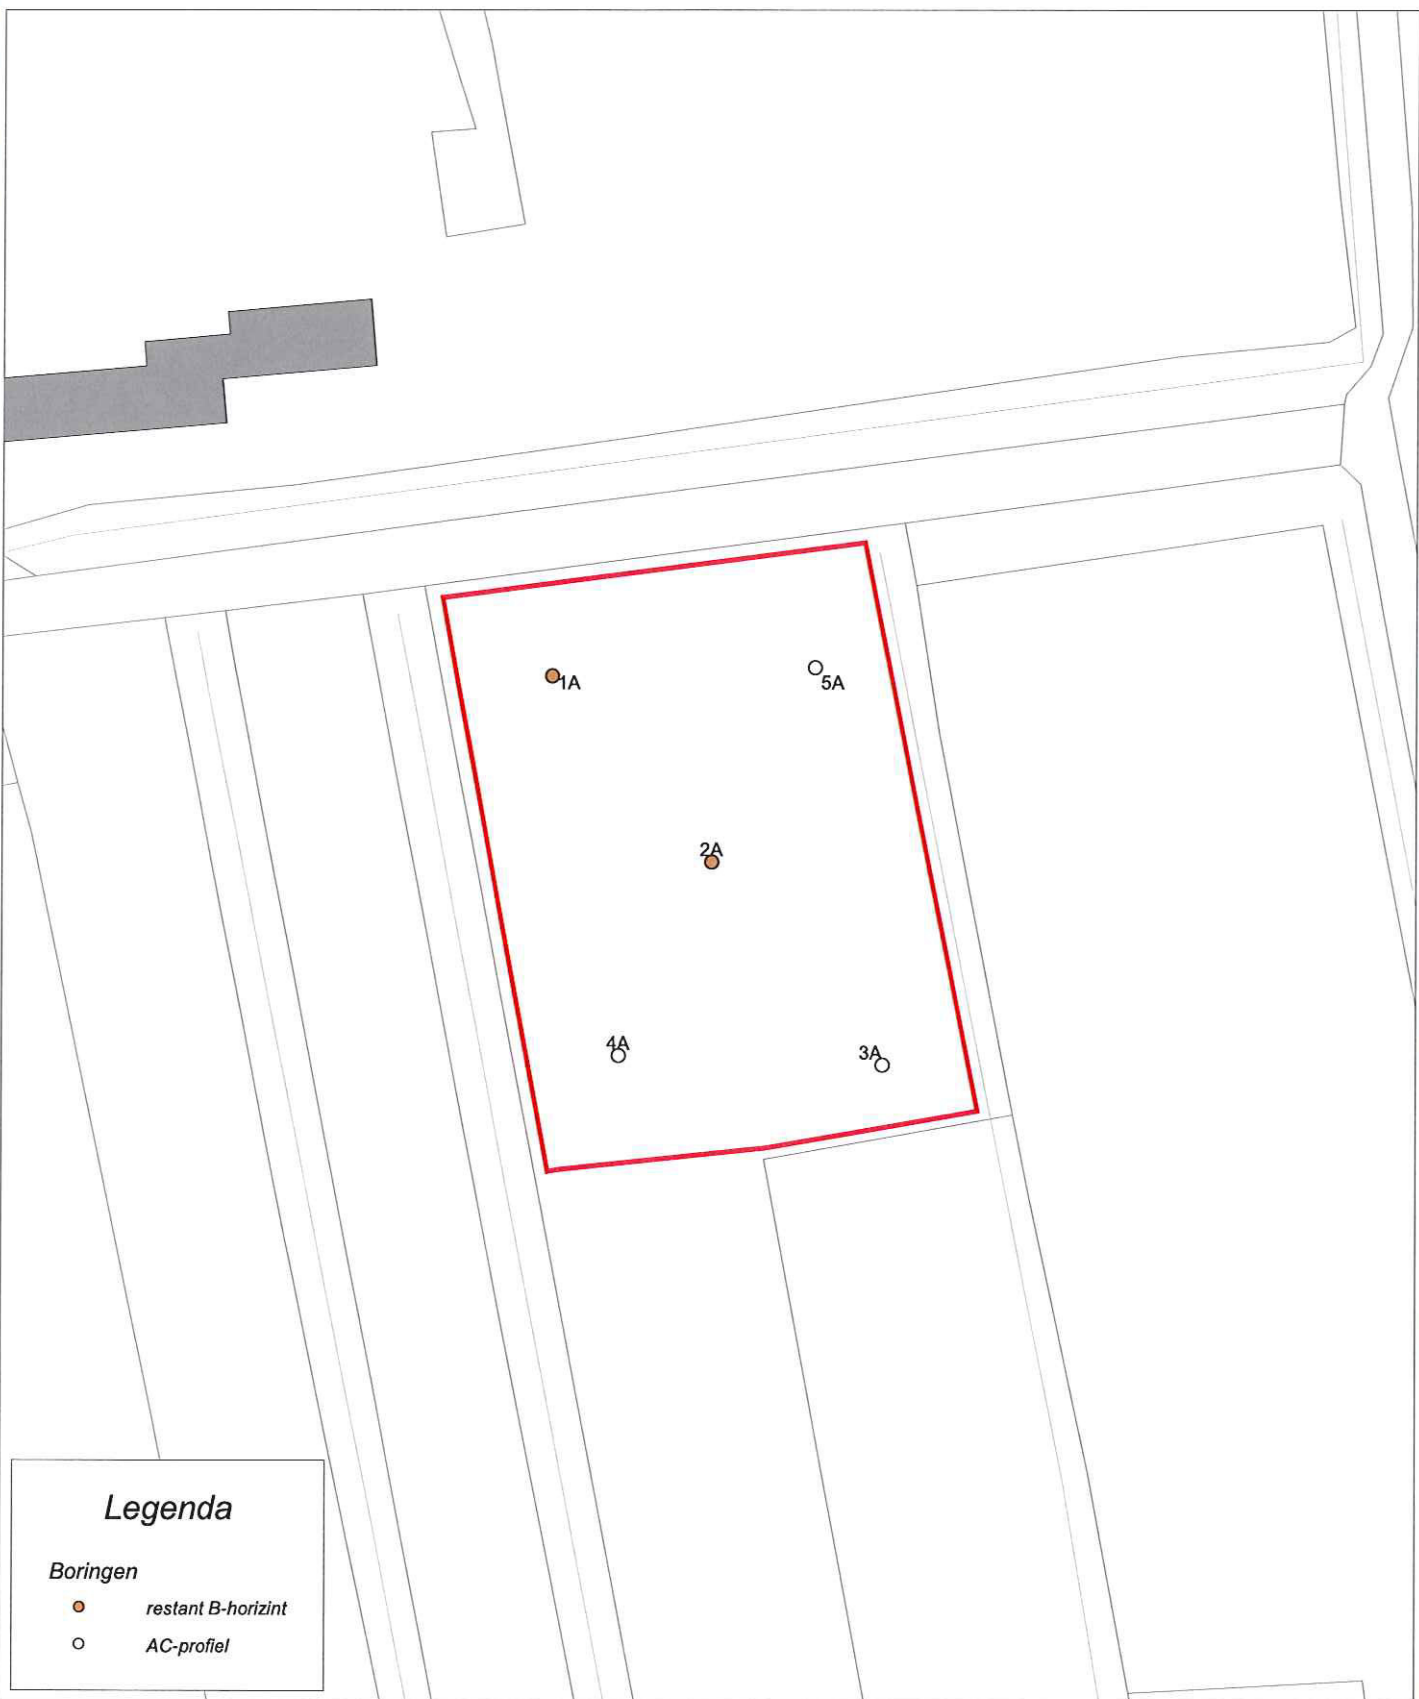 1A
5A
2A
4A
3A
Legenda
Boringen
restant B-horizint
AC-profiel